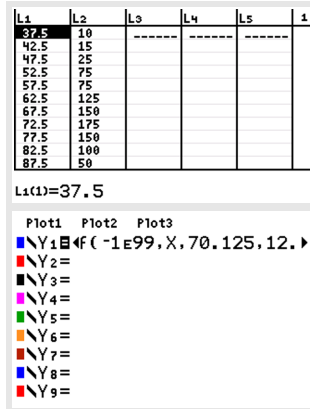 L1 L2 L3 L4 L5 1
37.5 10 ------ ------ ------
42.5 15
47.5 25
52.5 75
57.5 75
62.5 125
67.5 150
72.5 175
77.5 150
82.5 100
87.5 50
L1(1)=37.5
Plot1 Plot2 Plot3
\Y1=◂f(-1ᴇ99,X,70.125,12.▸
\Y2=
\Y3=
\Y4=
\Y5=
\Y6=
\Y7=
\Y8=
\Y9=